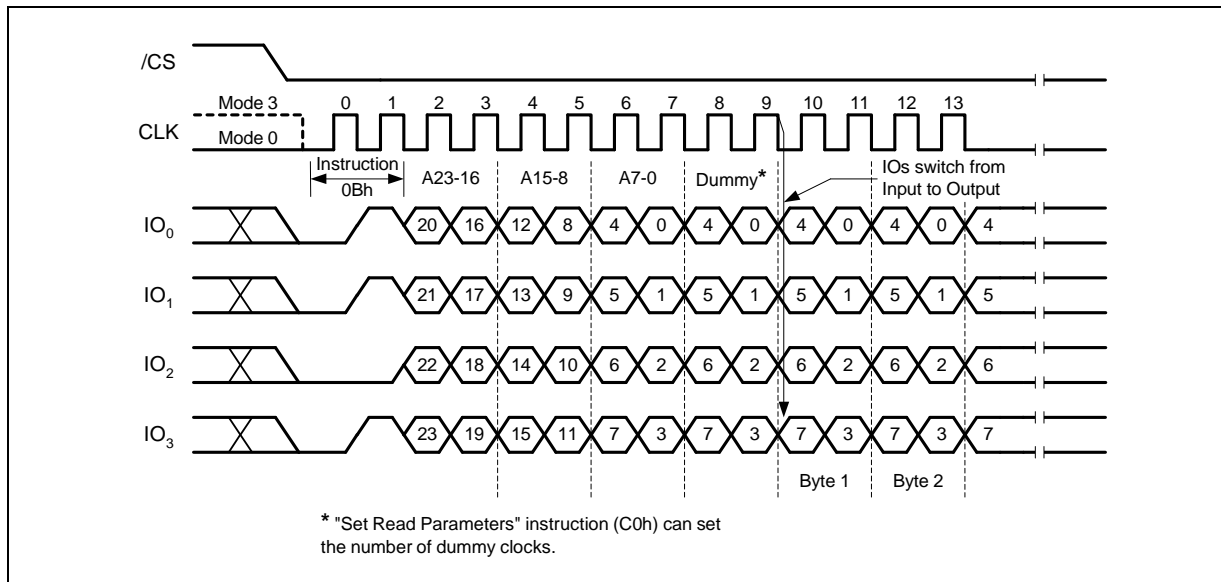 /CS
Mode 3 0 1 2 3 4 5 6 7 8 9 10 11 12 13
CLK
Mode 0
Instruction
0Bh
A23-16 A15-8 A7-0 Dummy*
IOs switch from
Input to Output
IO0 20 16 12 8 4 0 4 0 4 0 4 0 4
IO1 21 17 13 9 5 1 5 1 5 1 5 1 5
IO2 22 18 14 10 6 2 6 2 6 2 6 2 6
IO3 23 19 15 11 7 3 7 3 7 3 7 3 7
Byte 1 Byte 2
* "Set Read Parameters" instruction (C0h) can set
the number of dummy clocks.